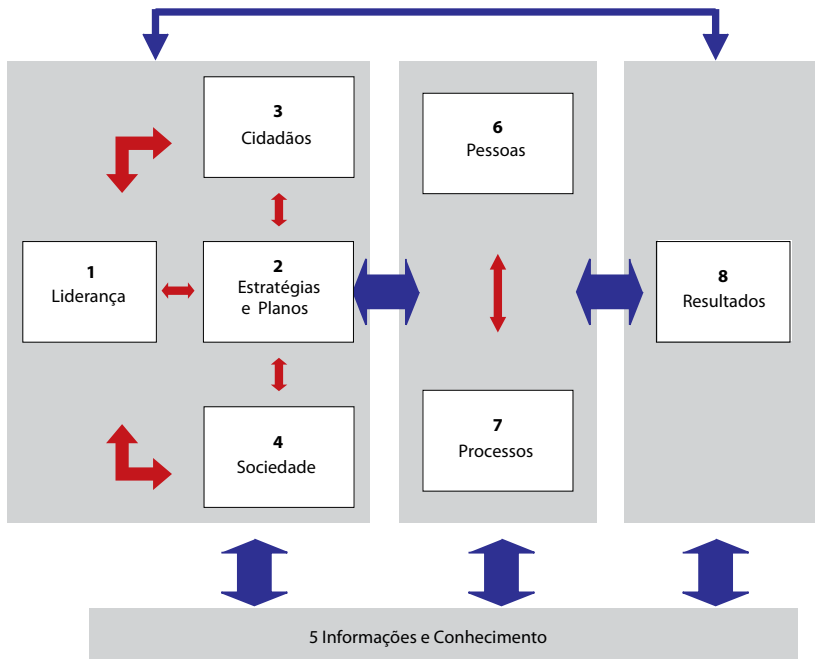 3
Cidadãos
6
Pessoas
1
Liderança
2
Estratégias
e Planos
8
Resultados
4
Sociedade
7
Processos
5 Informações e Conhecimento